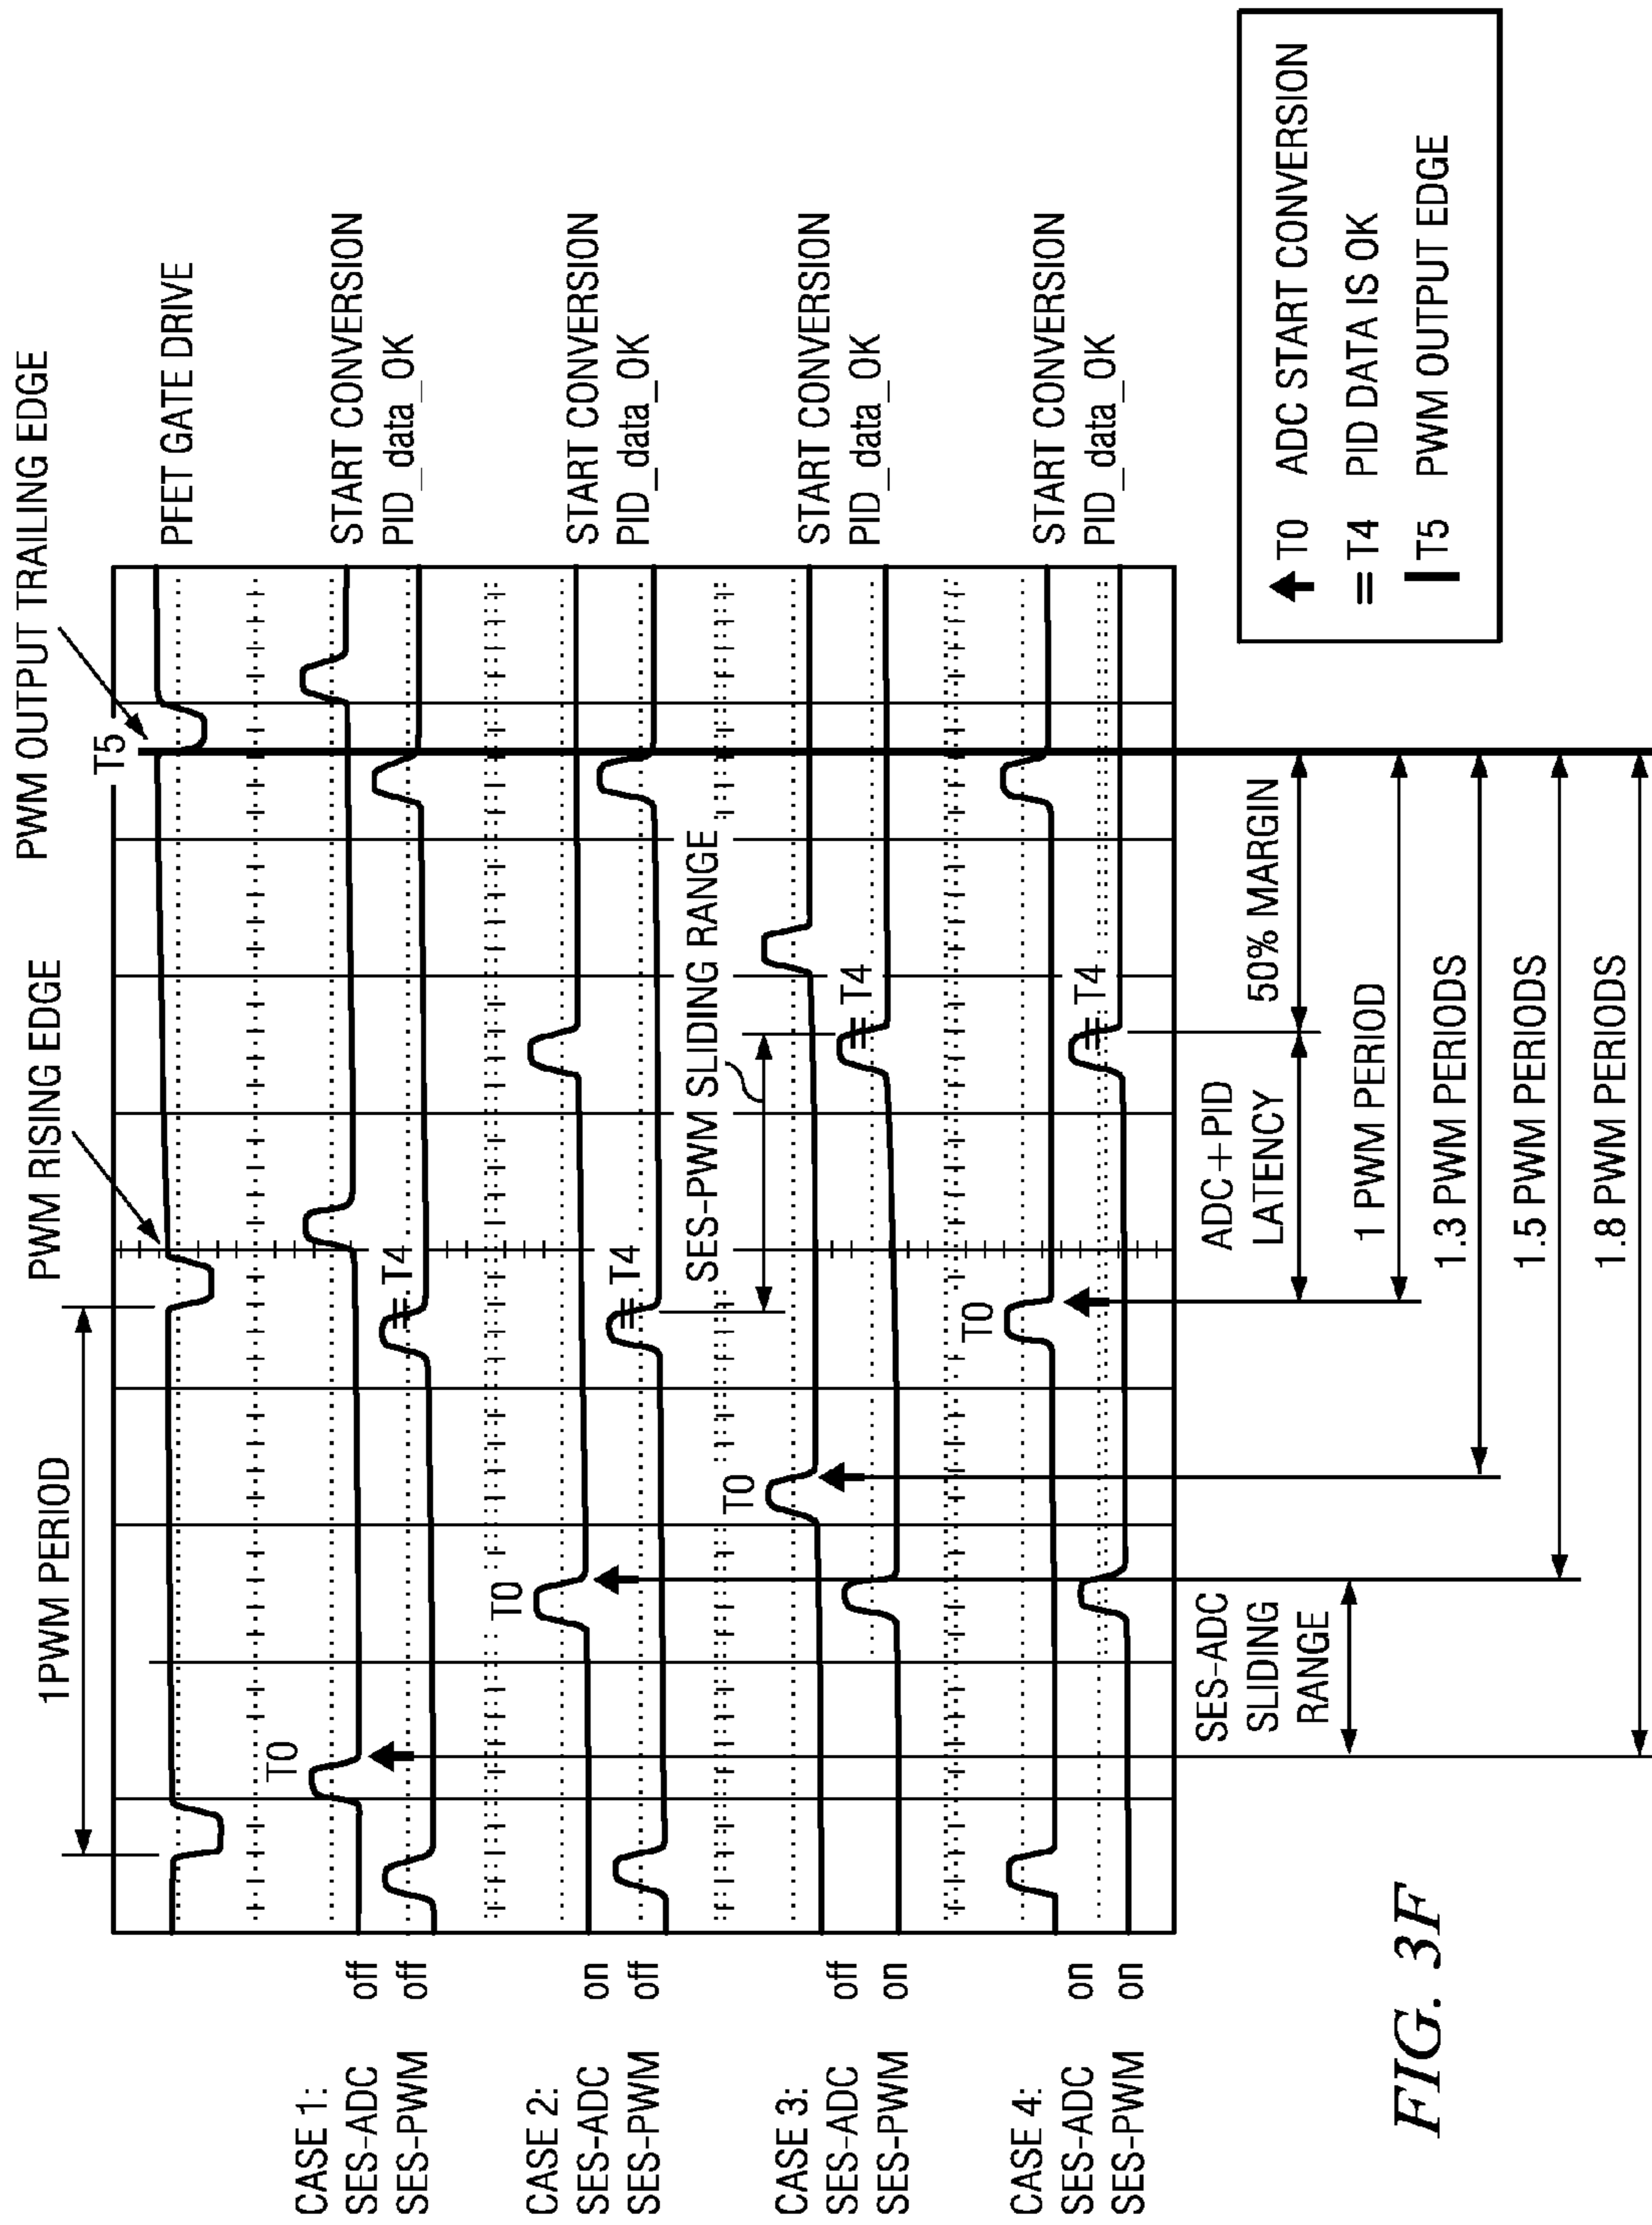 PWM OUTPUT TRAILING EDGE
PWM RISING EDGE
1PWM PERIOD
T5
PFET GATE DRIVE
CASE 1:
SES-ADC off
SES-PWM off
T0
T4
START CONVERSION
PID_data_OK
CASE 2:
SES-ADC on
SES-PWM off
T0
T4
START CONVERSION
PID_data_OK
SES-PWM SLIDING RANGE
CASE 3:
SES-ADC off
SES-PWM on
T0
T4
START CONVERSION
PID_data_OK
CASE 4:
SES-ADC on
SES-PWM on
T0
T4
START CONVERSION
PID_data_OK
SES-ADC
SLIDING
RANGE
ADC+PID
LATENCY
50% MARGIN
1 PWM PERIOD
1.3 PWM PERIODS
1.5 PWM PERIODS
1.8 PWM PERIODS
T0 ADC START CONVERSION
= T4 PID DATA IS OK
T5 PWM OUTPUT EDGE
FIG. 3F